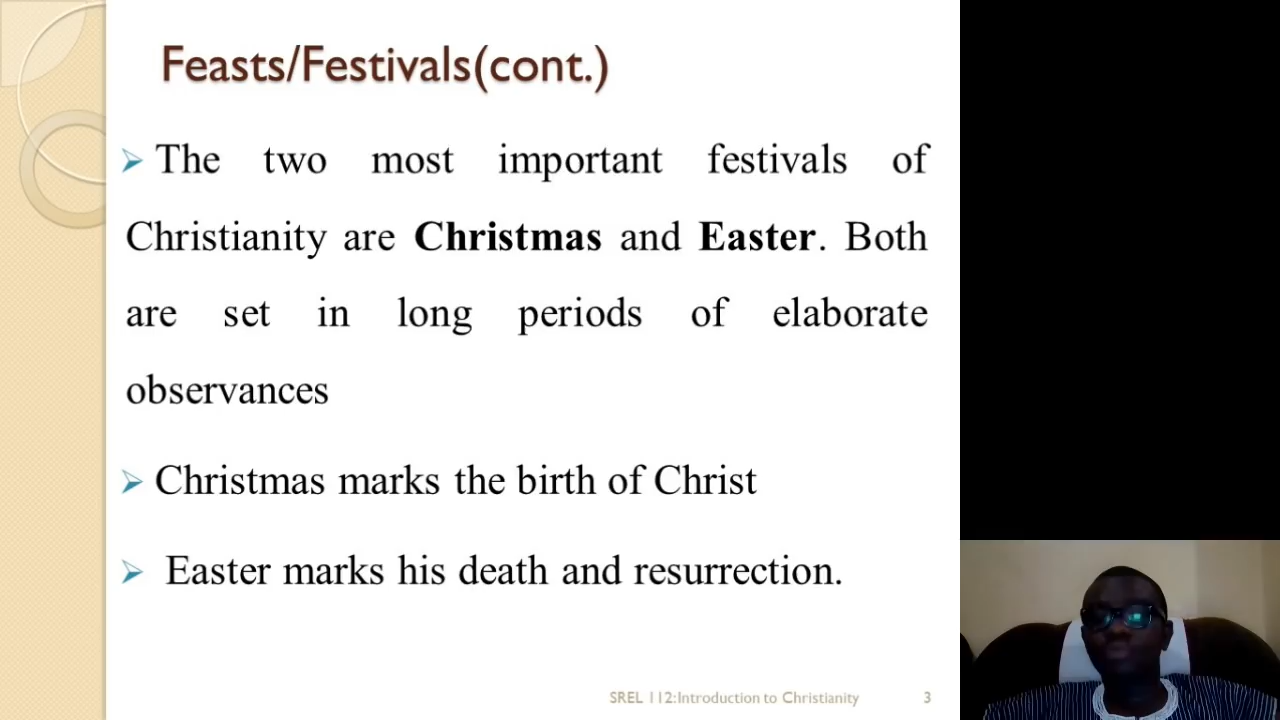 Feasts/Festivals(cont.)
The two most important festivals of
Christianity are Christmas and Easter. Both
are set in long periods of elaborate
observances
Christmas marks the birth of Christ
Easter marks his death and resurrection.
SREL 112:Introduction to Christianity 3